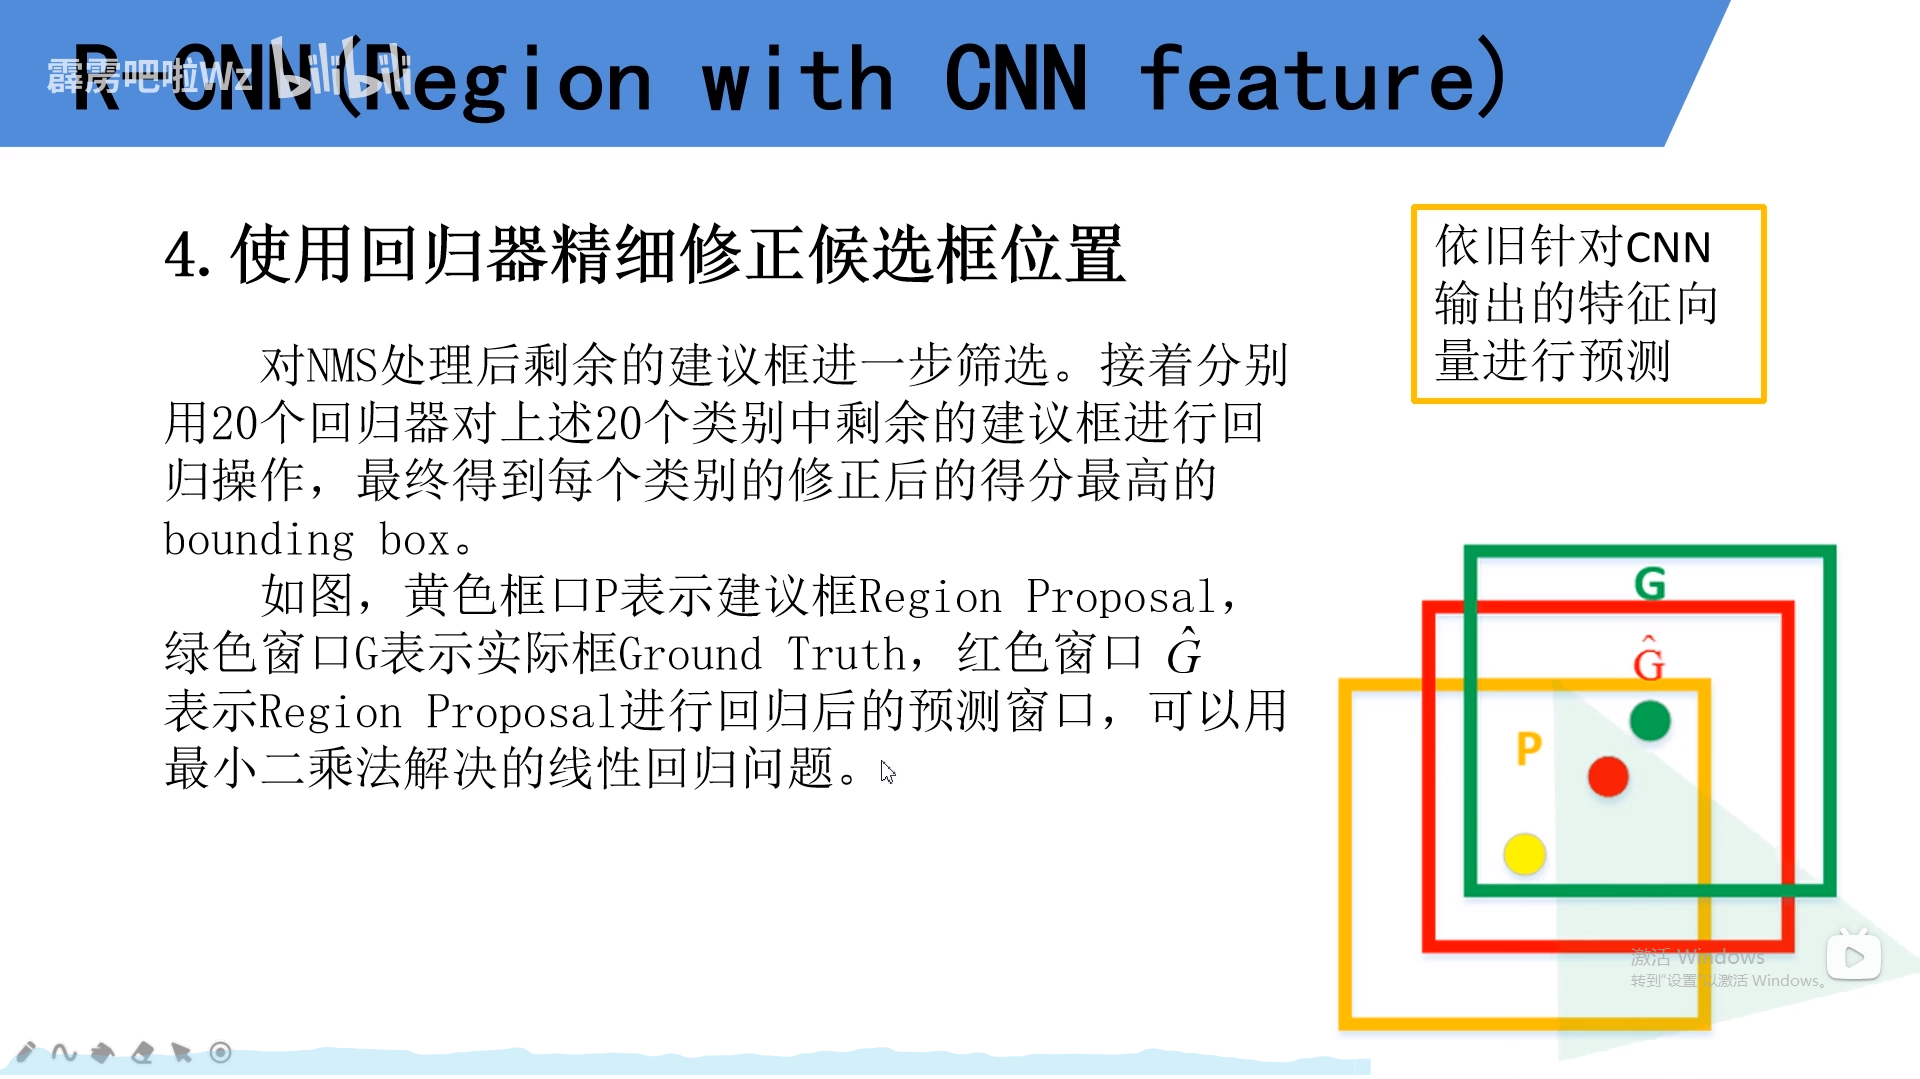 R-CNN(Region with CNN feature)
霹雳吧啦Wz bilibili
4.使用回归器精细修正候选框位置
对NMS处理后剩余的建议框进一步筛选。接着分别
用20个回归器对上述20个类别中剩余的建议框进行回
归操作，最终得到每个类别的修正后的得分最高的
bounding box。
如图，黄色框口P表示建议框Region Proposal，
绿色窗口G表示实际框Ground Truth，红色窗口 Ĝ
表示Region Proposal进行回归后的预测窗口，可以用
最小二乘法解决的线性回归问题。
依旧针对CNN
输出的特征向
量进行预测
G
Ĝ
P
激活 Windows
转到"设置"以激活 Windows。